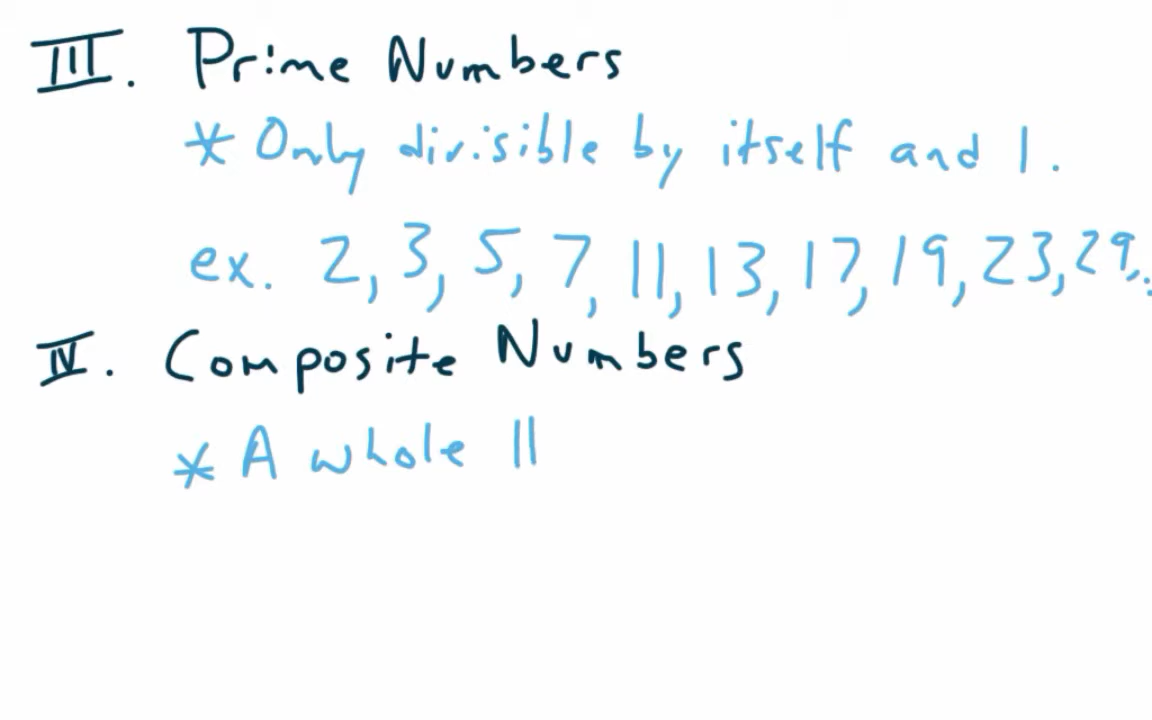 III. Prime Numbers
* Only divisible by itself and 1.
ex. 2, 3, 5, 7, 11, 13, 17, 19, 23, 29,..
IV. Composite Numbers
* A whole ||